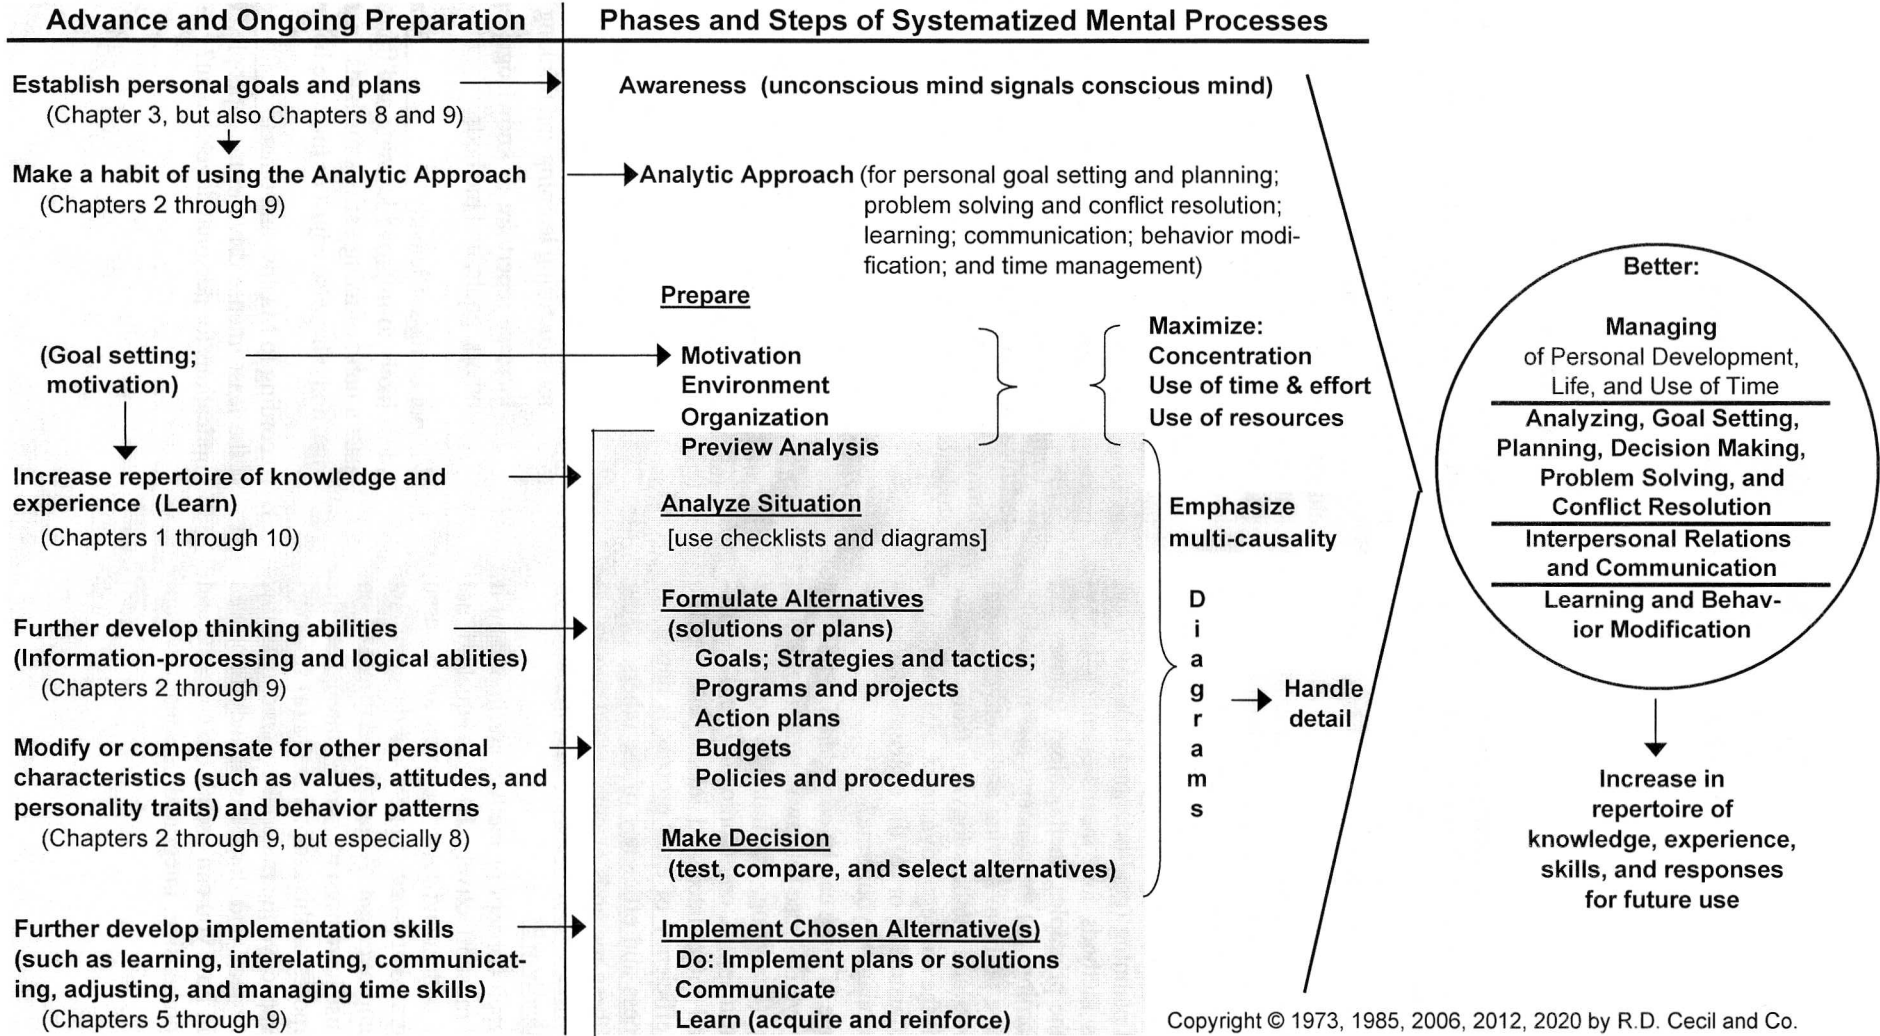 Advance and Ongoing Preparation
Phases and Steps of Systematized Mental Processes
Establish personal goals and plans
(Chapter 3, but also Chapters 8 and 9)
Make a habit of using the Analytic Approach
(Chapters 2 through 9)
(Goal setting;
motivation)
Increase repertoire of knowledge and
experience (Learn)
(Chapters 1 through 10)
Further develop thinking abilities
(Information-processing and logical ablities)
(Chapters 2 through 9)
Modify or compensate for other personal
characteristics (such as values, attitudes, and
personality traits) and behavior patterns
(Chapters 2 through 9, but especially 8)
Further develop implementation skills
(such as learning, interelating, communicat-
ing, adjusting, and managing time skills)
(Chapters 5 through 9)
Awareness (unconscious mind signals conscious mind)
Analytic Approach (for personal goal setting and planning;
problem solving and conflict resolution;
learning; communication; behavior modi-
fication; and time management)
Prepare
Motivation
Environment
Organization
Preview Analysis
Maximize:
Concentration
Use of time & effort
Use of resources
Analyze Situation
[use checklists and diagrams]
Formulate Alternatives
(solutions or plans)
Goals; Strategies and tactics;
Programs and projects
Action plans
Budgets
Policies and procedures
Make Decision
(test, compare, and select alternatives)
Implement Chosen Alternative(s)
Do: Implement plans or solutions
Communicate
Learn (acquire and reinforce)
Emphasize
multi-causality
D
i
a
g
r
a
m
s
Handle
detail
Better:
Managing
of Personal Development,
Life, and Use of Time
Analyzing, Goal Setting,
Planning, Decision Making,
Problem Solving, and
Conflict Resolution
Interpersonal Relations
and Communication
Learning and Behav-
ior Modification
Increase in
repertoire of
knowledge, experience,
skills, and responses
for future use
Copyright © 1973, 1985, 2006, 2012, 2020 by R.D. Cecil and Co.